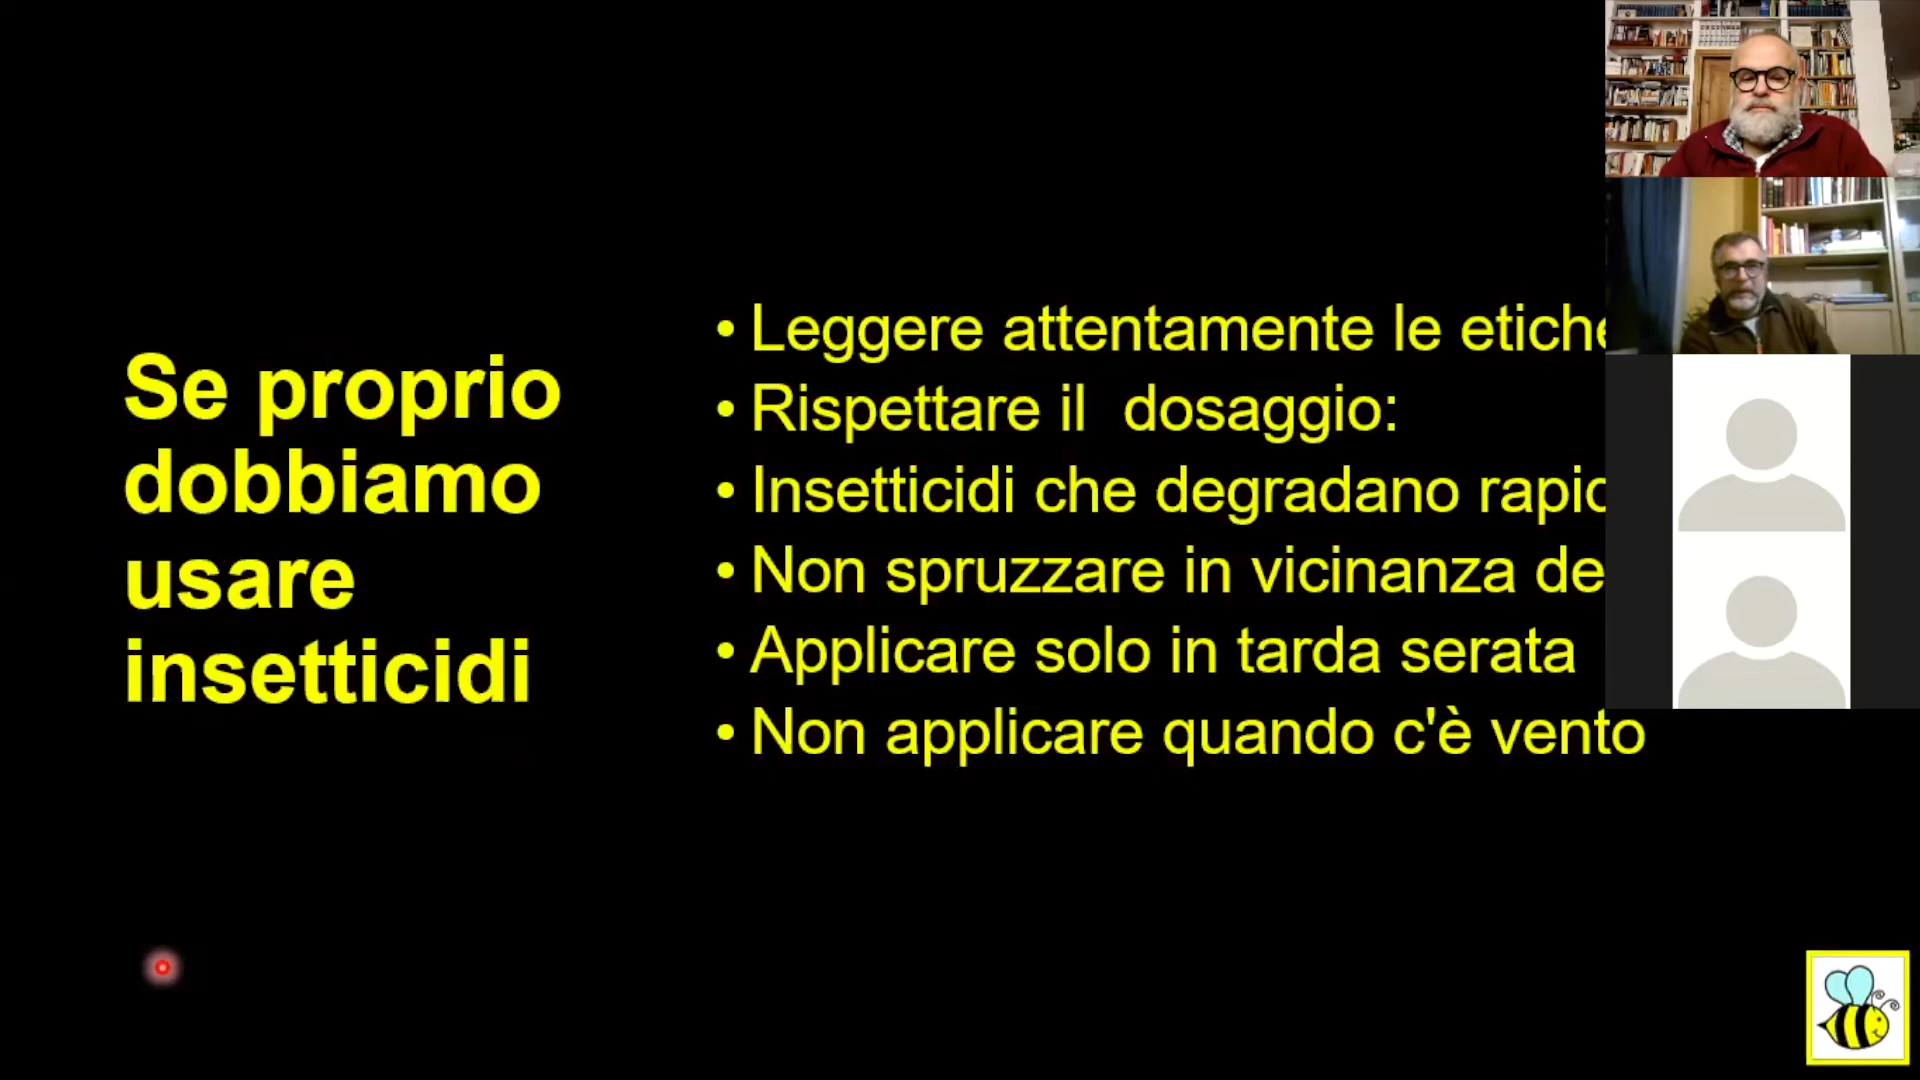 Se proprio
dobbiamo
usare
insetticidi
• Leggere attentamente le etiche
• Rispettare il  dosaggio:
• Insetticidi che degradano
• Non spruzzare in vicinanza de
• Applicare solo in tarda serata
• Non applicare quando c'è vento